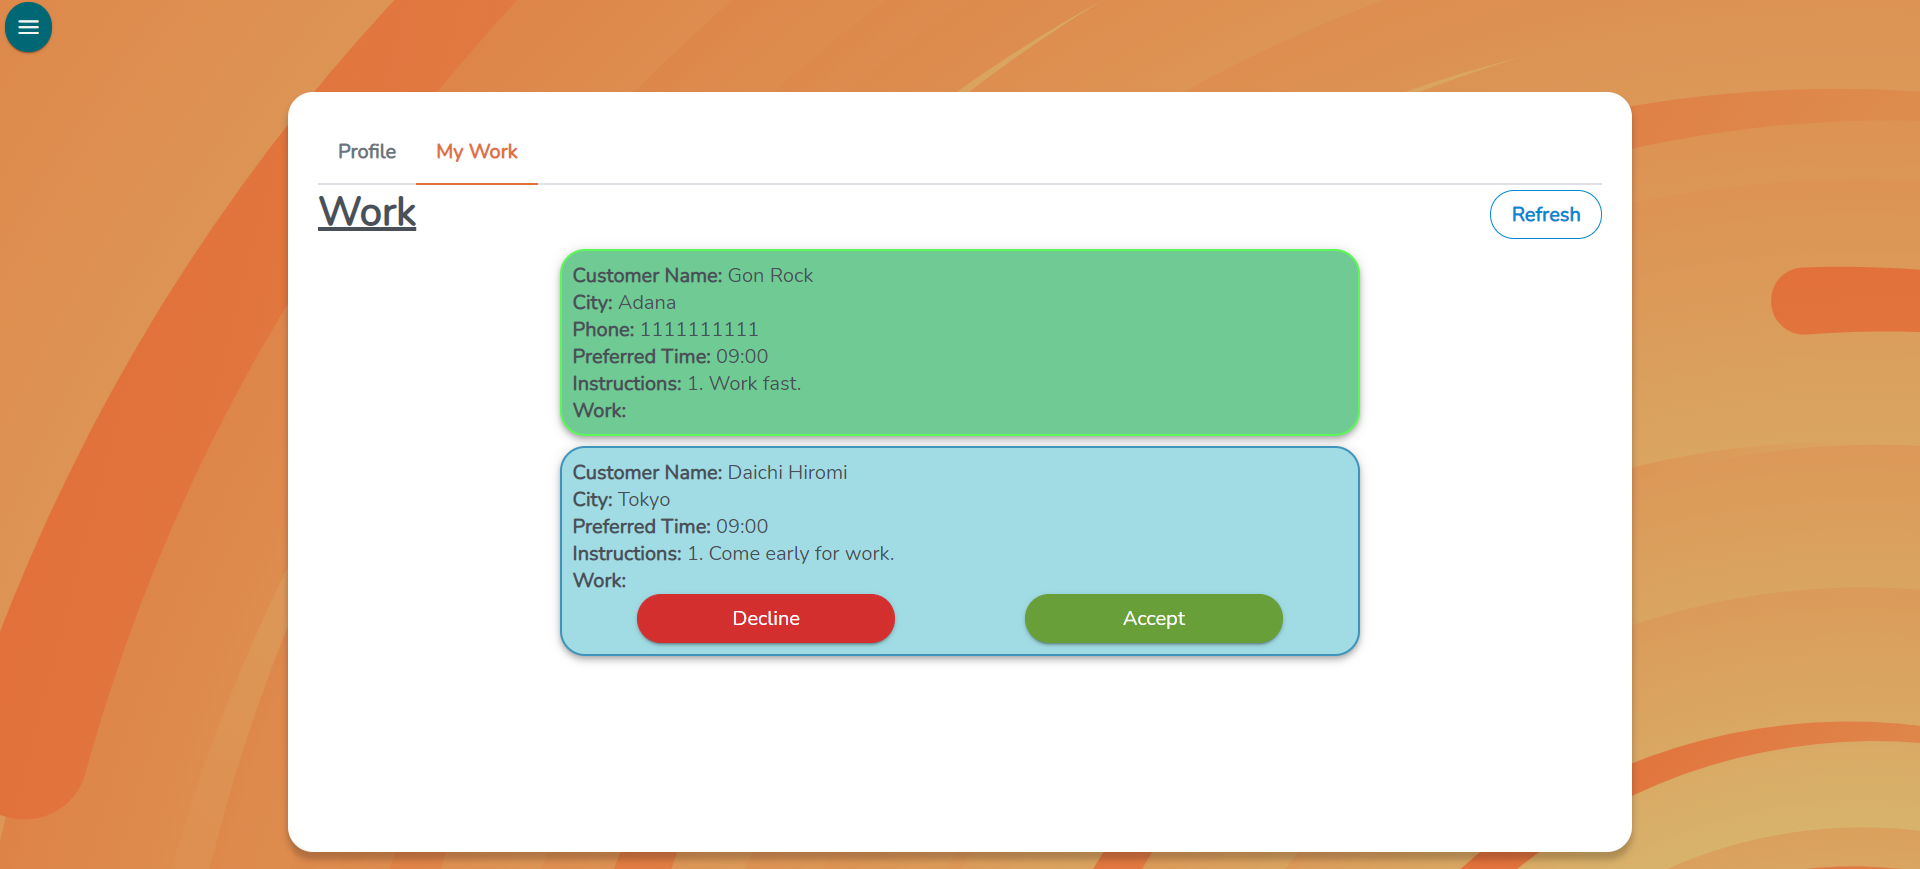 Profile
My Work
Work
Refresh
Customer Name: Gon Rock
City: Adana
Phone: 1111111111
Preferred Time: 09:00
Instructions: 1. Work fast.
Work:
Customer Name: Daichi Hiromi
City: Tokyo
Preferred Time: 09:00
Instructions: 1. Come early for work.
Work:
Decline
Accept